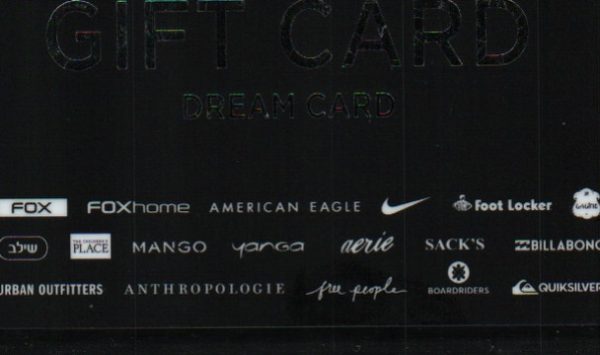 GIFT CARD
DREAM CARD
FOX FOXhome AMERICAN EAGLE Foot Locker
שילב THE CHILDREN'S PLACE MANGO yanga aerie SACK'S BILLABONG
URBAN OUTFITTERS ANTHROPOLOGIE free people BOARDRIDERS QUIKSILVER